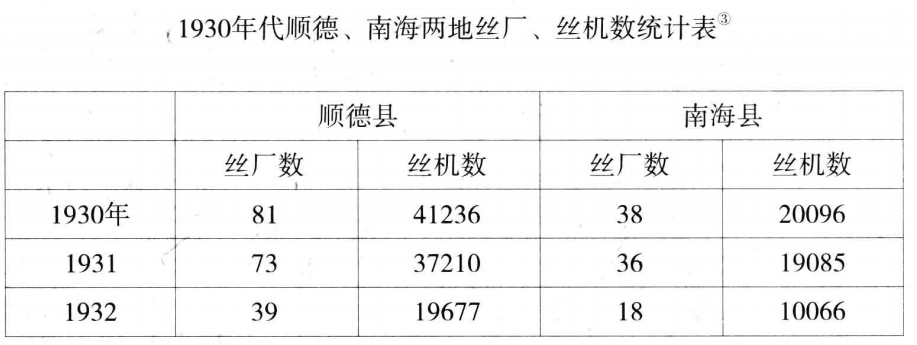 1930年代顺德、南海两地丝厂、丝机数统计表③
顺德县 南海县
丝厂数 丝机数 丝厂数 丝机数
1930年 81 41236 38 20096
1931 73 37210 36 19085
1932 39 19677 18 10066